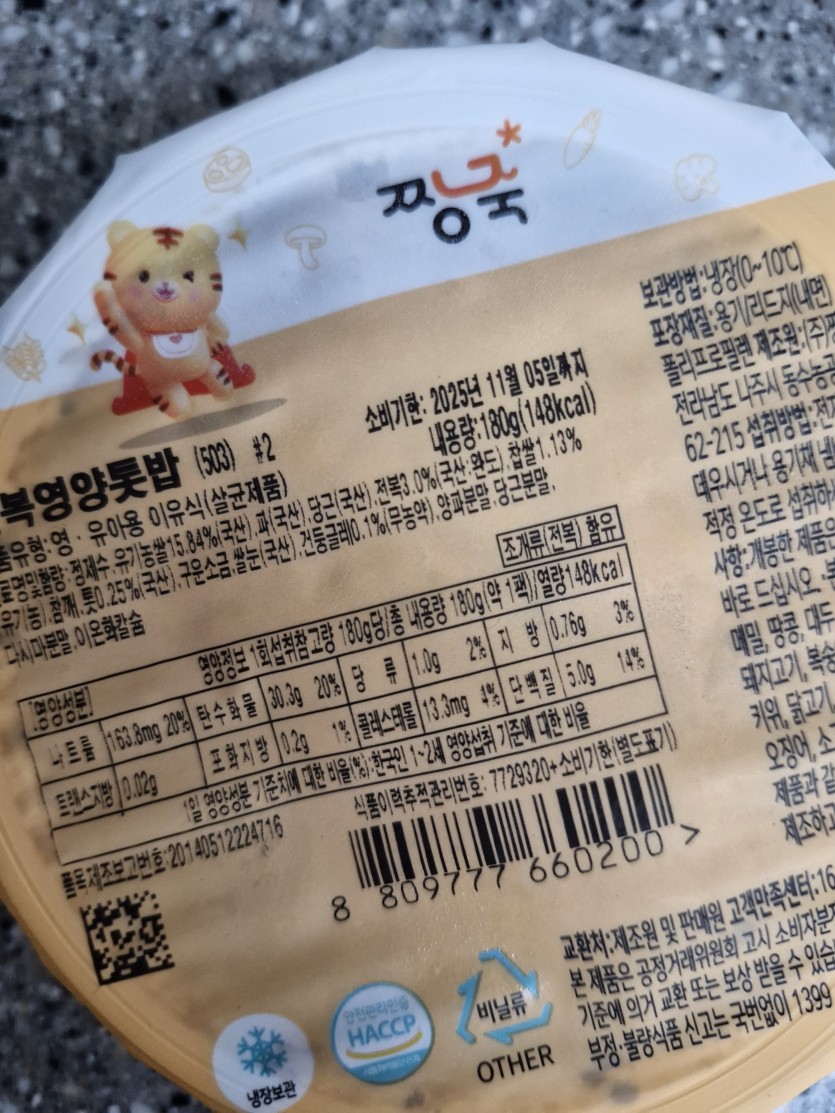 짱죽
복영양톳밥 (503) #2
소비기한: 2025년 11월 05일까지
내용량:180g(148kcal)
품유형:영·유아용 이유식(살균제품)
료명및함량:정제수,유기농쌀15.84%(국산),파(국산),당근(국산),전복3.0%(국산:완도),찹쌀1.13%
유기농),참깨,톳0.25%(국산),구운소금,쌀눈(국산),건둥글레0.1%(무농약),양파분말,당근분말,
다시마분말,이온화칼슘
조개류(전복) 함유
영양정보 1회섭취참고량 180g당/총 내용량 180g(약 1팩)/열량148kcal
[영양성분]
나트륨 163.8mg 20% 탄수화물 30.3g 20% 당류 1.0g 2% 지방 0.76g 3%
트랜스지방 0.02g 포화지방 0.2g 1% 콜레스테롤 13.3mg 4% 단백질 5.0g 14%
1일 영양성분 기준치에 대한 비율(%):한국인 1~2세 영양섭취 기준에 대한 비율
식품이력추적관리번호: 7729320+소비기한(별도표기)
품목제조보고번호:20140512224716
8 809777 660200 >
보관방법:냉장(0~10℃)
포장재질:용기/리드지(내면)
폴리프로필렌 제조원:(주)
전라남도 나주시 동수농공
62-215 섭취방법:전
데우시거나 용기채 냉
적정 온도로 섭취하
사항:개봉한 제품은
바로 드십시오.
메밀, 땅콩, 대두,
돼지고기, 복숭
키위, 닭고기
오징어, 소
제품과 같
제조하고
교환처:제조원 및 판매원 고객만족센터:16
본 제품은 공정거래위원회 고시 소비자분
기준에 의거 교환 또는 보상 받을 수 있습
부정·불량식품 신고는 국번없이 1399
냉장보관
안전관리인증
HACCP
비닐류
OTHER